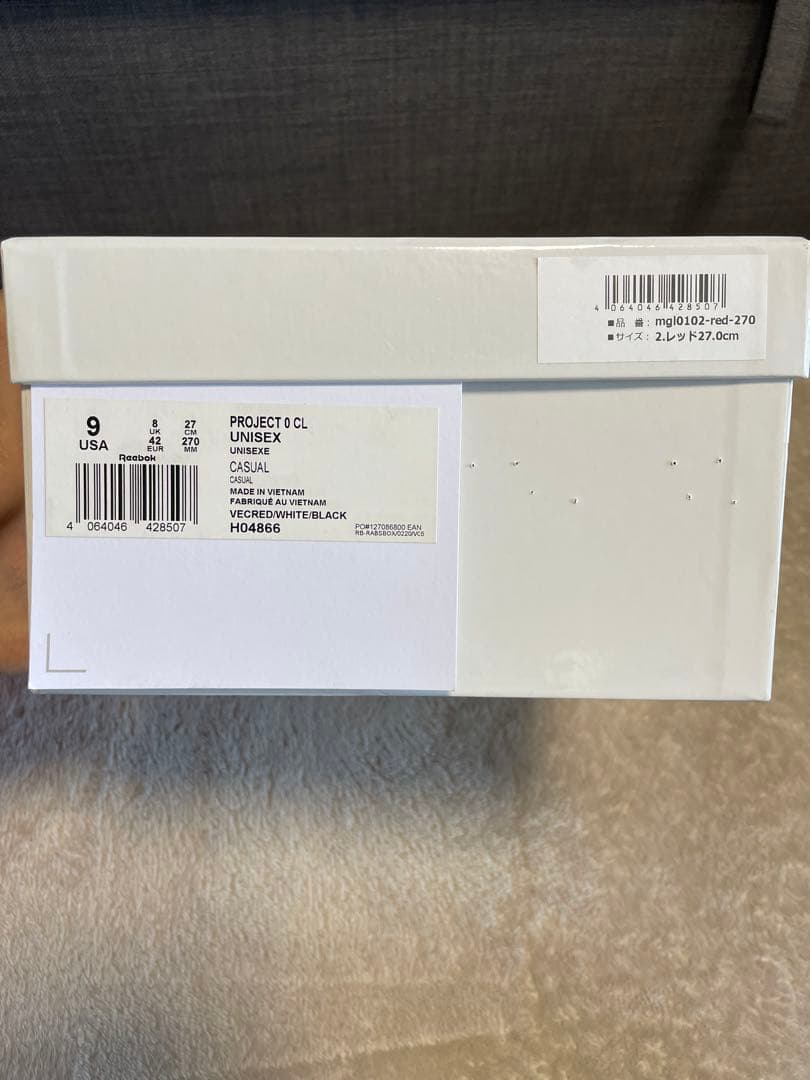 4 064046 428507
■品 番： mgl0102-red-270
■サイズ： 2.レッド27.0cm
9 USA
8 UK
27 CM
42 EUR
270 MM
Reebok
4 064046 428507
PROJECT 0 CL
UNISEX
UNISEXE
CASUAL
CASUAL
MADE IN VIETNAM
FABRIQUÉ AU VIETNAM
VECRED/WHITE/BLACK
H04866
PO#127086800 EAN